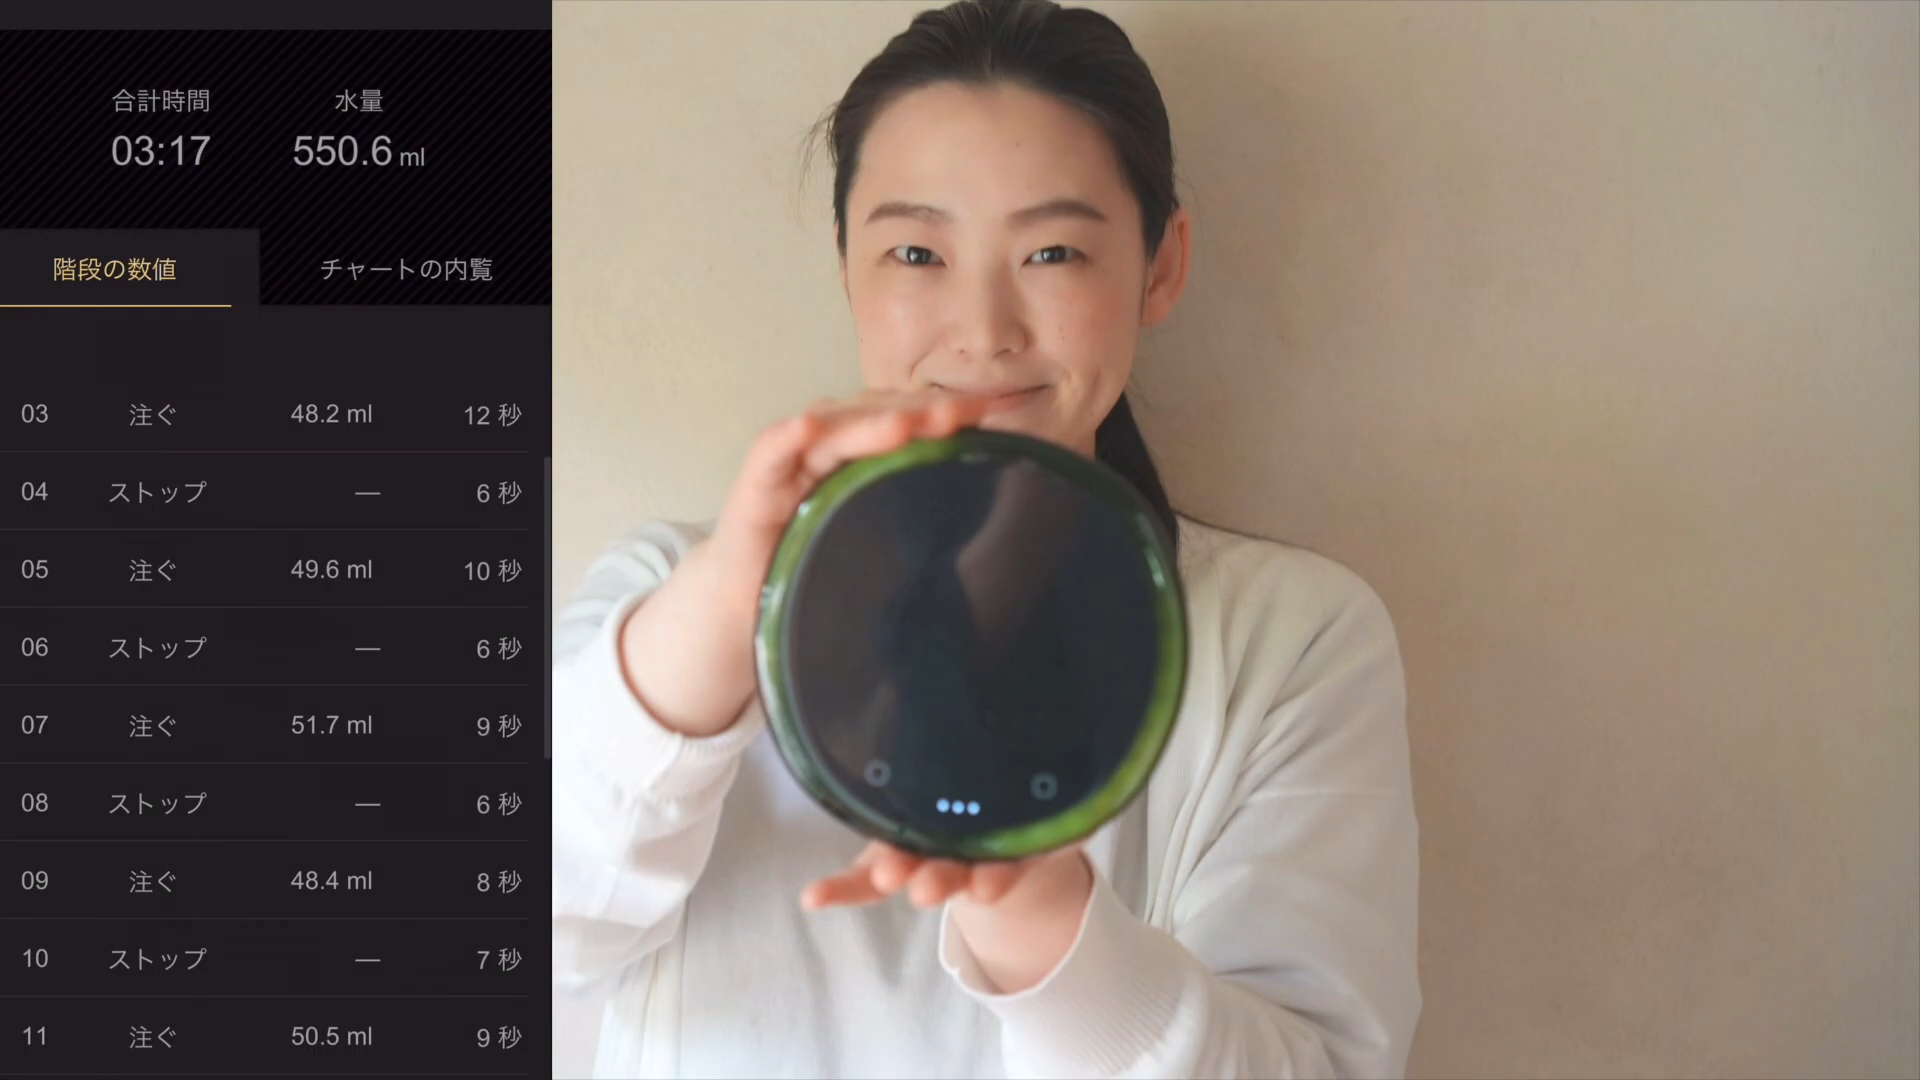 合計時間 水量
03:17 550.6 ml
階段の数値 チャートの内覧
03 注ぐ 48.2 ml 12 秒
04 ストップ — 6 秒
05 注ぐ 49.6 ml 10 秒
06 ストップ — 6 秒
07 注ぐ 51.7 ml 9 秒
08 ストップ — 6 秒
09 注ぐ 48.4 ml 8 秒
10 ストップ — 7 秒
11 注ぐ 50.5 ml 9 秒